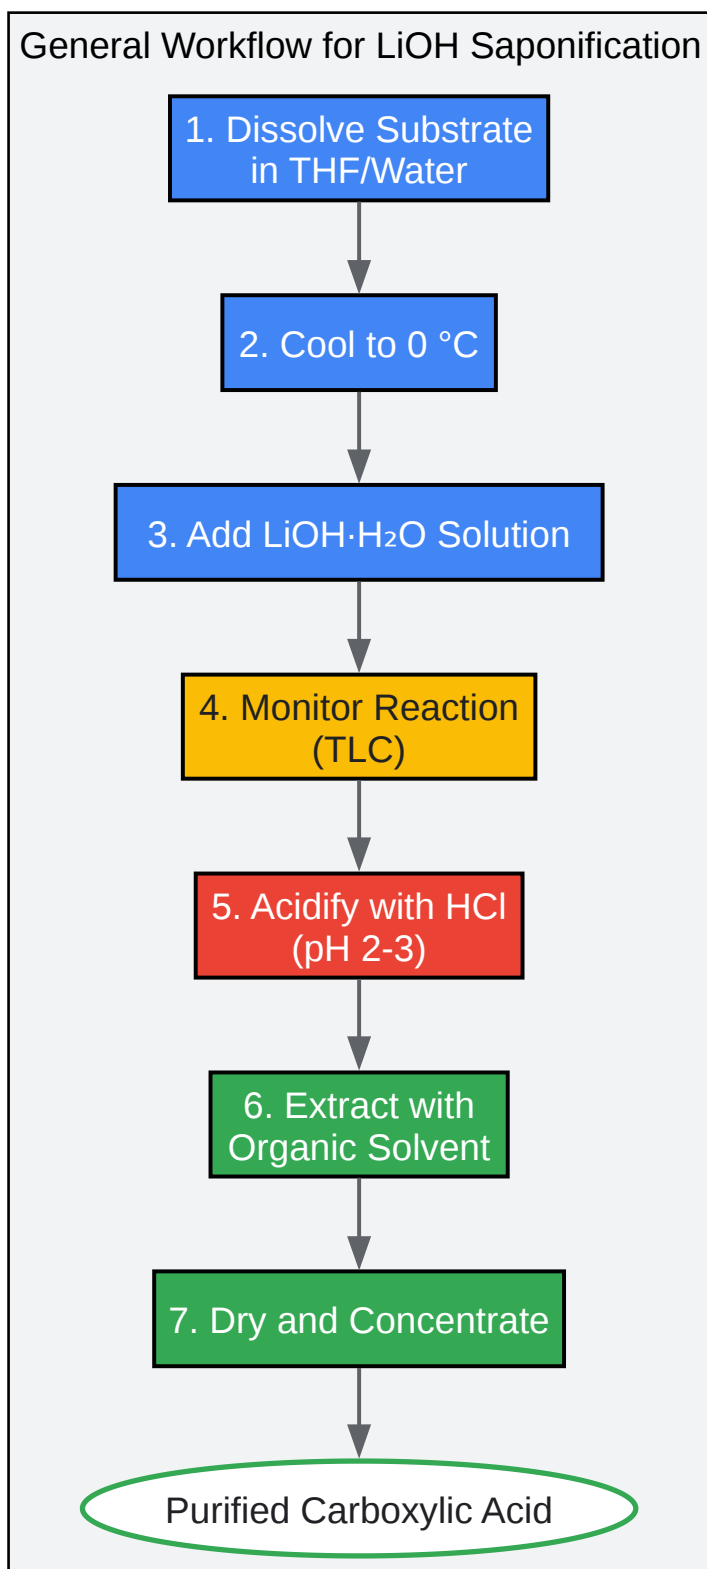 General Workflow for LiOH Saponification
1. Dissolve Substrate
in THF/Water
2. Cool to 0 °C
3. Add LiOH·H₂O Solution
4. Monitor Reaction
(TLC)
5. Acidify with HCl
(pH 2-3)
6. Extract with
Organic Solvent
7. Dry and Concentrate
Purified Carboxylic Acid